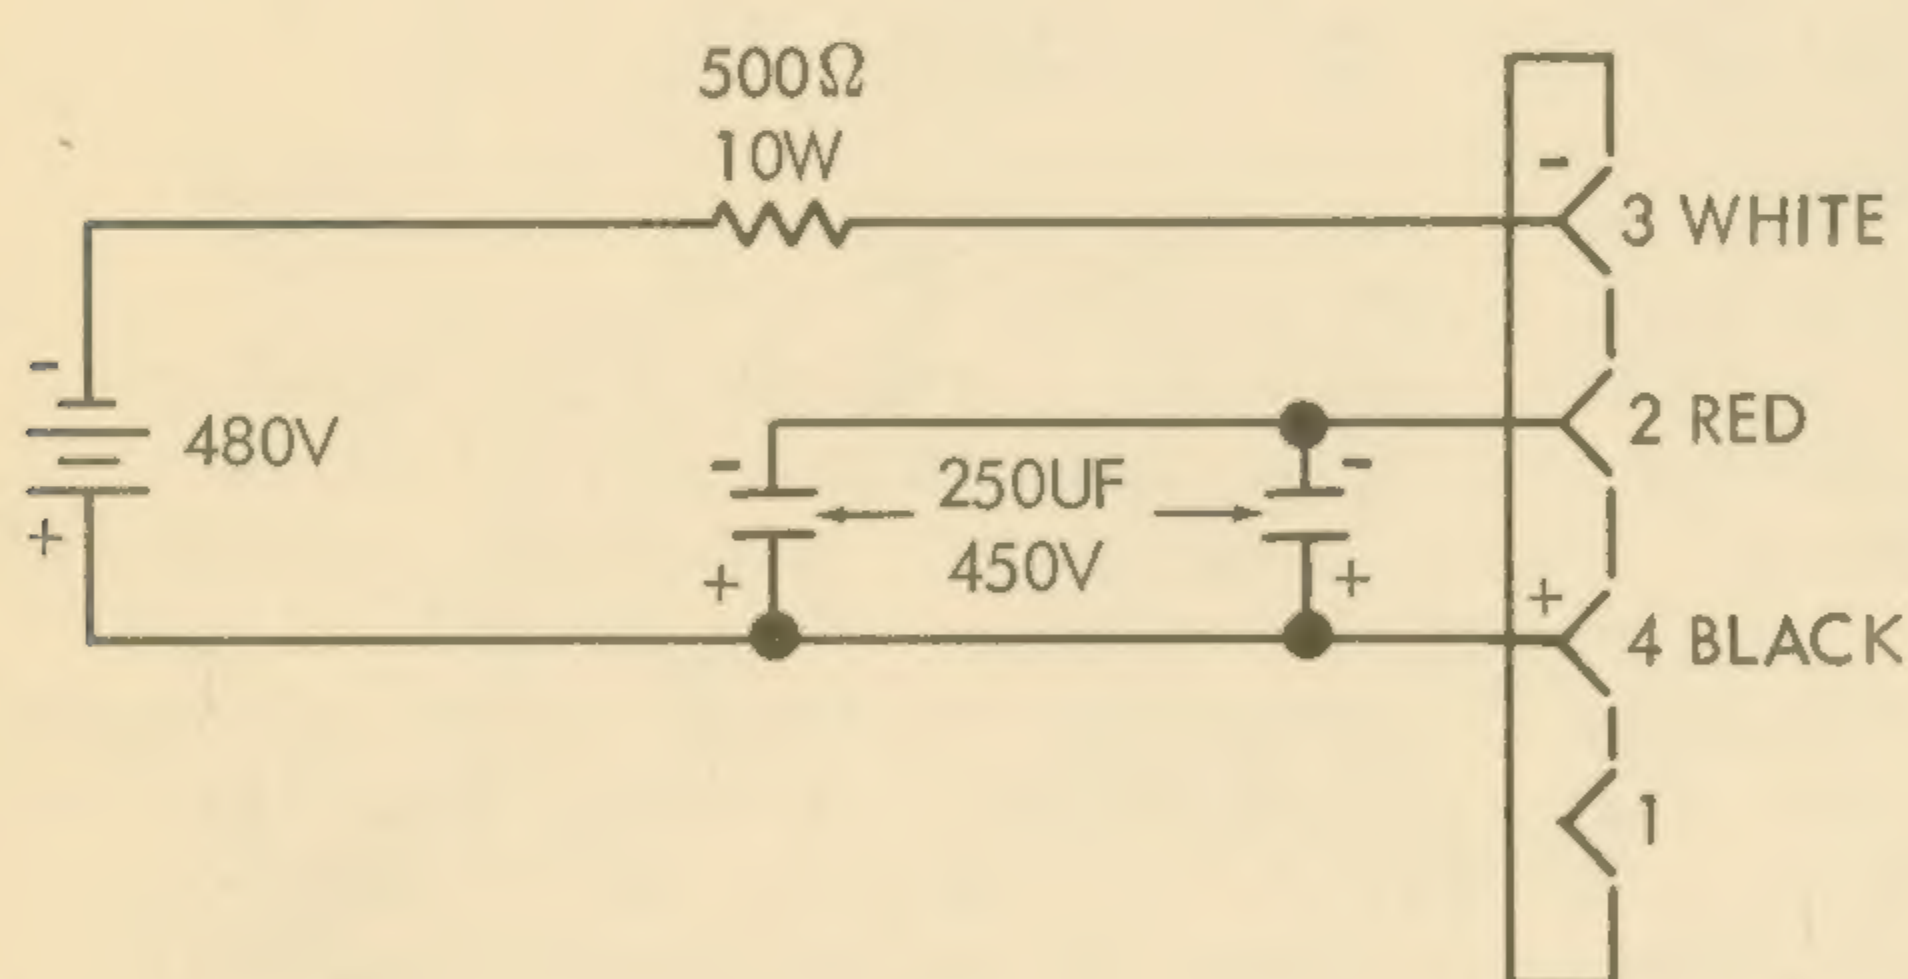 500Ω
10W
-
3 WHITE
-
480V
2 RED
-
250UF
-
+
+
450V
+
+
4 BLACK
1